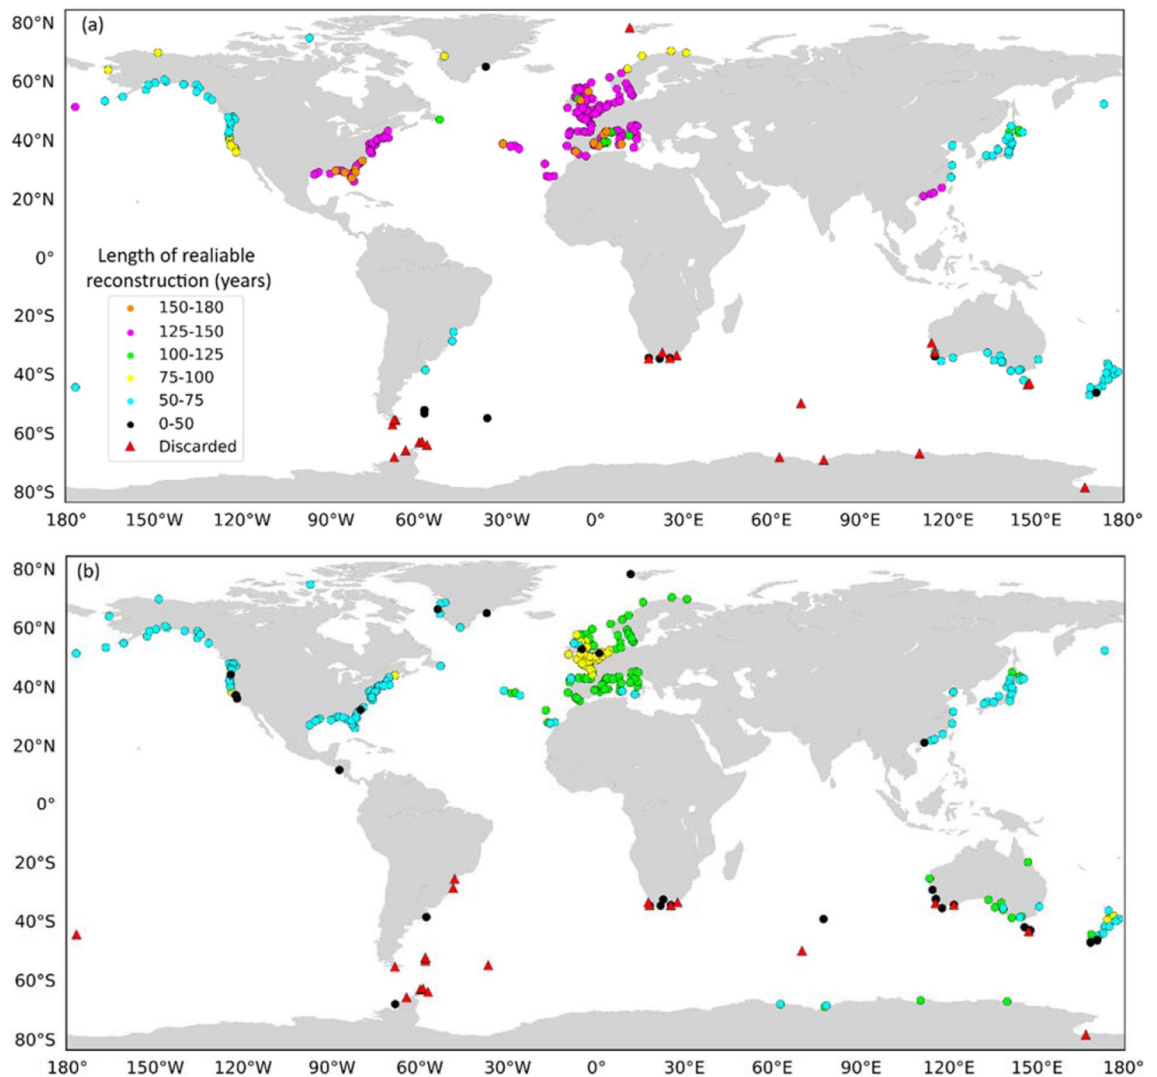 (a)
80°N
60°N
40°N
20°N
0°
20°S
40°S
60°S
80°S
Length of realiable
reconstruction (years)
150-180
125-150
100-125
75-100
50-75
0-50
Discarded
180° 150°W 120°W 90°W 60°W 30°W 0° 30°E 60°E 90°E 120°E 150°E 180°
(b)
80°N
60°N
40°N
20°N
0°
20°S
40°S
60°S
80°S
180° 150°W 120°W 90°W 60°W 30°W 0° 30°E 60°E 90°E 120°E 150°E 180°